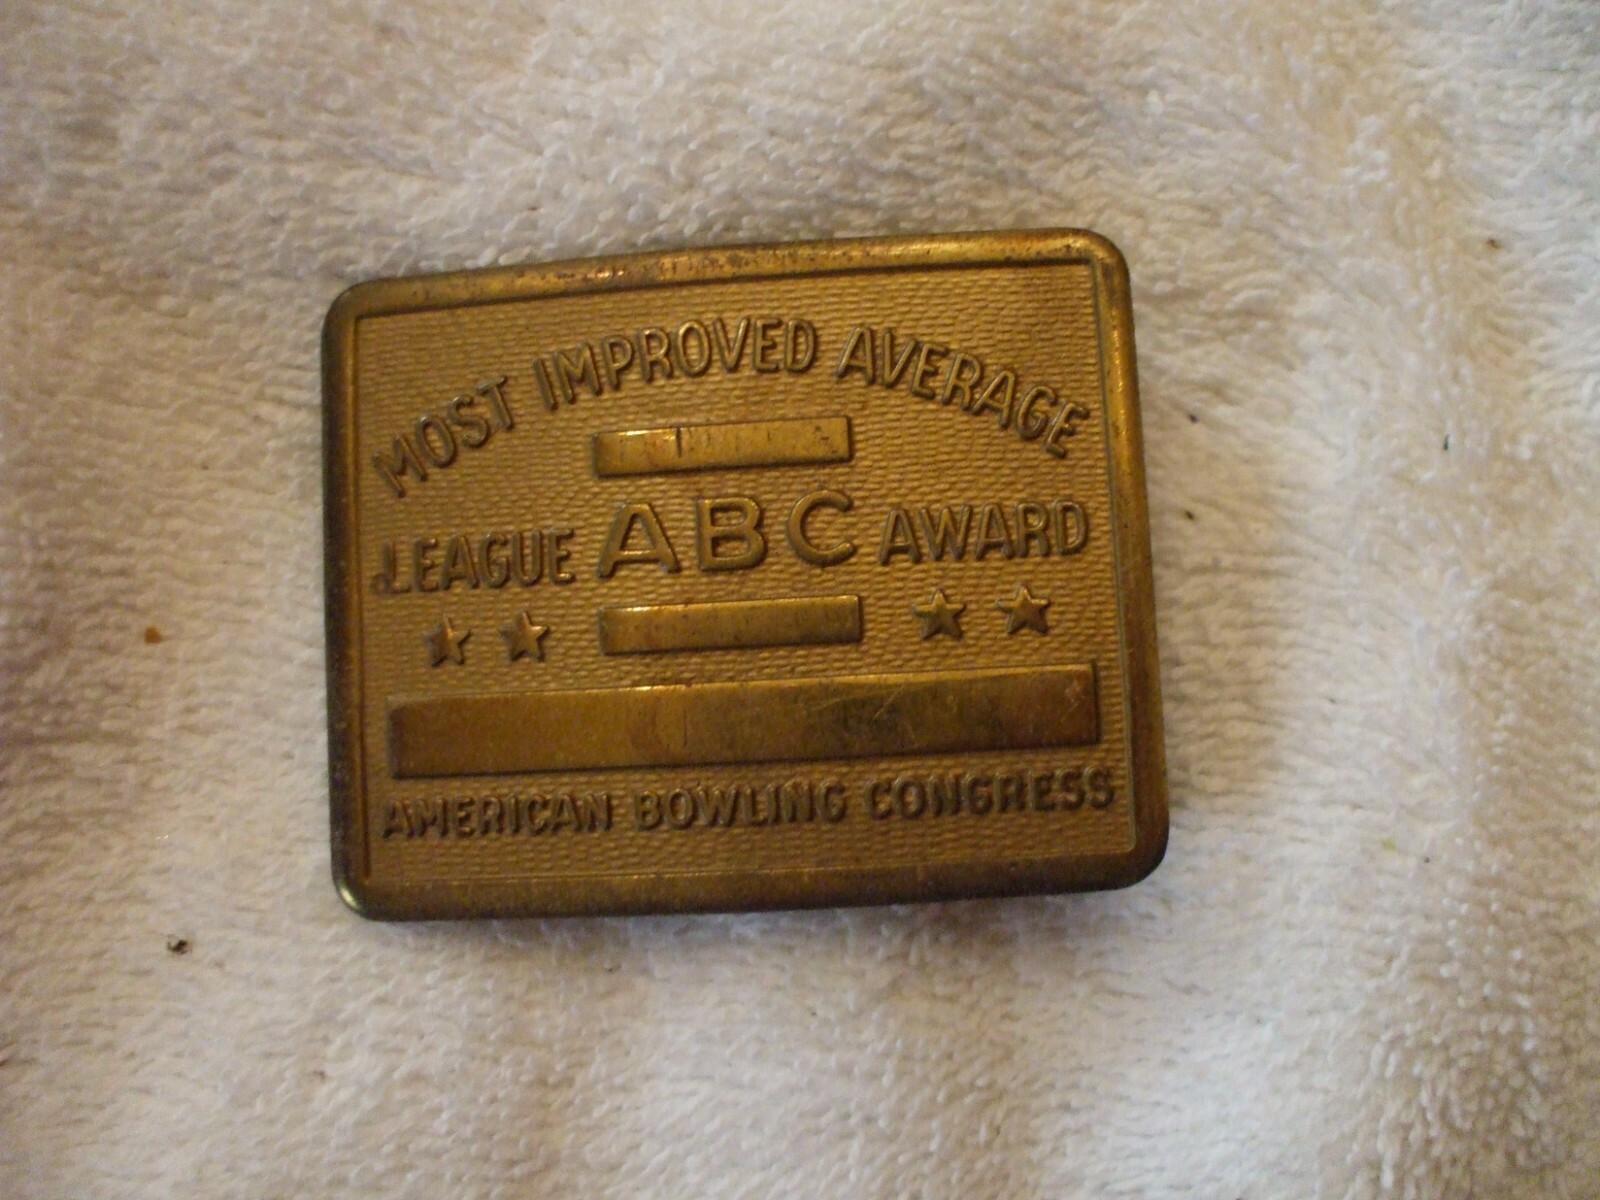 MOST IMPROVED AVERAGE
LEAGUE ABC AWARD
AMERICAN BOWLING CONGRESS